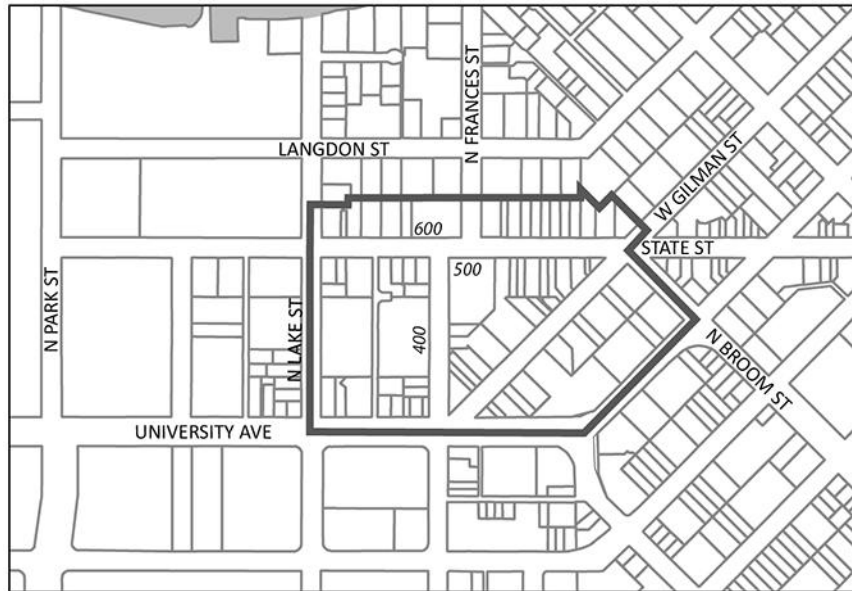 N FRANCES ST
LANGDON ST
W GILMAN ST
600
STATE ST
500
N PARK ST
N LAKE ST
400
N BROOM ST
UNIVERSITY AVE